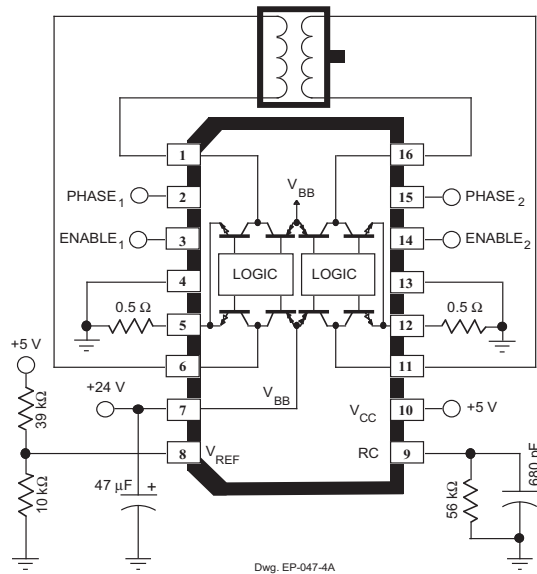 1
16
PHASE1
2
VBB
15
PHASE2
ENABLE1
3
14
ENABLE2
LOGIC
LOGIC
4
13
0.5 Ω
5
12
0.5 Ω
+5 V
6
11
39 kΩ
+24 V
7
VBB
VCC
10
+5 V
8
VREF
RC
9
10 kΩ
47 µF
+
56 kΩ
680 pF
Dwg. EP-047-4A